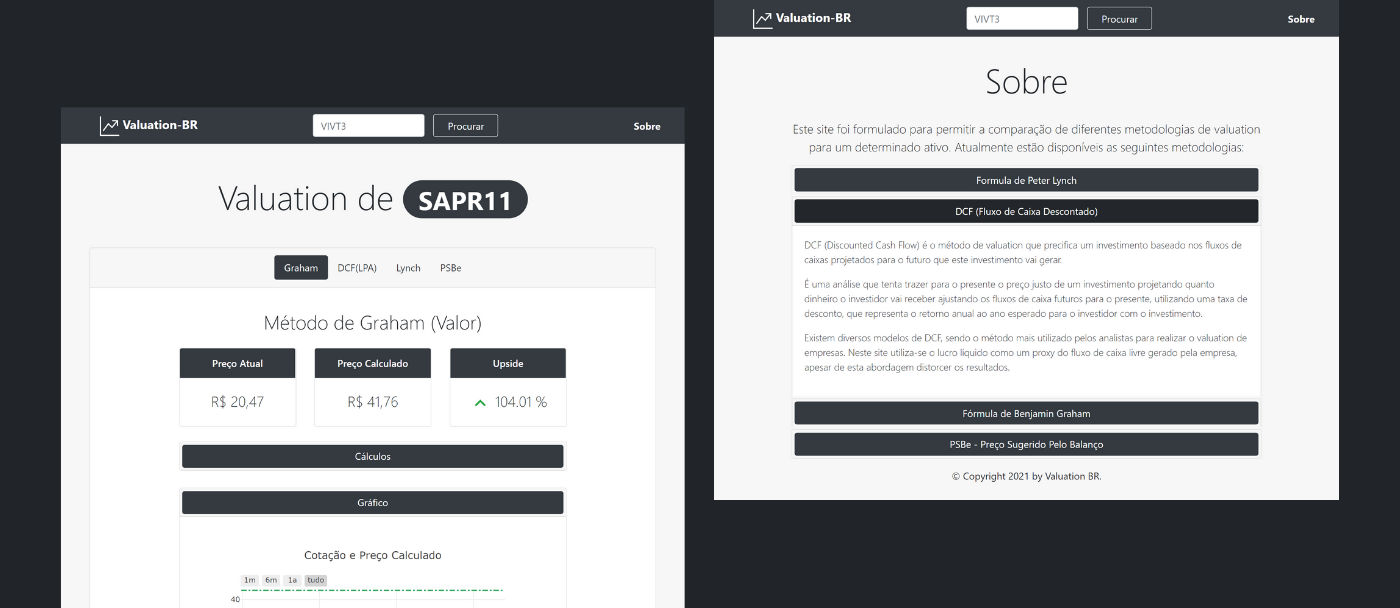 Valuation-BR
VIVT3
Procurar
Sobre
Valuation de SAPR11
Graham
DCF(LPA)
Lynch
PSBe
Método de Graham (Valor)
Preço Atual
Preço Calculado
Upside
R$ 20,47
R$ 41,76
104.01 %
Cálculos
Gráfico
Cotação e Preço Calculado
1m
6m
1a
tudo
40
Valuation-BR
VIVT3
Procurar
Sobre
Sobre
Este site foi formulado para permitir a comparação de diferentes metodologias de valuation
para um determinado ativo. Atualmente estão disponíveis as seguintes metodologias:
Formula de Peter Lynch
DCF (Fluxo de Caixa Descontado)
DCF (Discounted Cash Flow) é o método de valuation que precifica um investimento baseado nos fluxos de
caixas projetados para o futuro que este investimento vai gerar.
É uma análise que tenta trazer para o presente o preço justo de um investimento projetando quanto
dinheiro o investidor vai receber ajustando os fluxos de caixa futuros para o presente, utilizando uma taxa de
desconto, que representa o retorno anual ao ano esperado para o investidor com o investimento.
Existem diversos modelos de DCF, sendo o método mais utilizado pelos analistas para realizar o valuation de
empresas. Neste site utiliza-se o lucro líquido como um proxy do fluxo de caixa livre gerado pela empresa,
apesar de esta abordagem distorcer os resultados.
Fórmula de Benjamin Graham
PSBe - Preço Sugerido Pelo Balanço
© Copyright 2021 by Valuation BR.